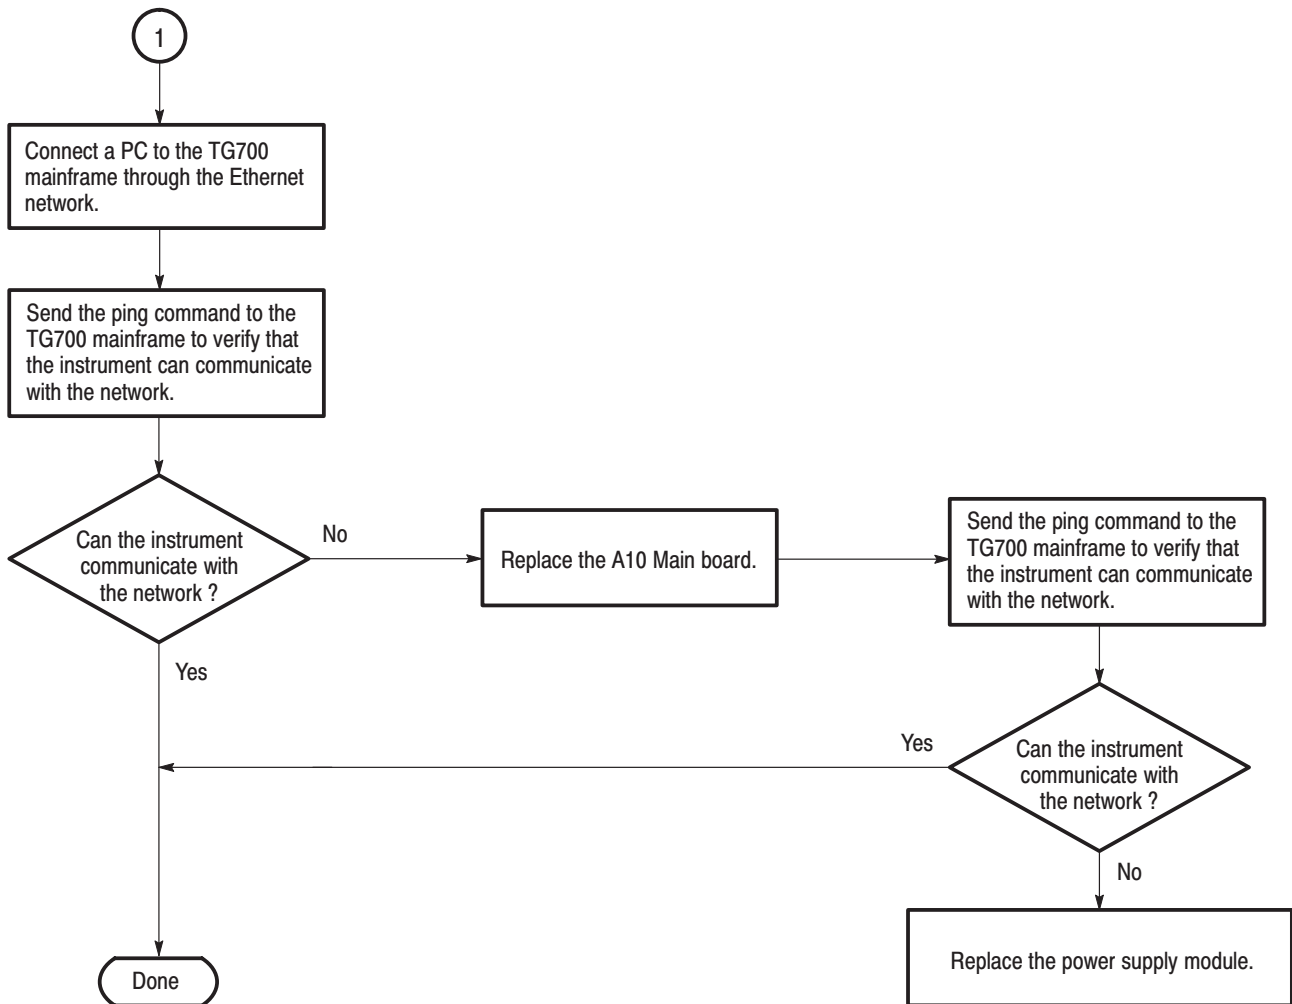 1
Connect a PC to the TG700
mainframe through the Ethernet
network.
Send the ping command to the
TG700 mainframe to verify that
the instrument can communicate
with the network.
Can the instrument
communicate with
the network ?
No
Yes
Replace the A10 Main board.
Send the ping command to the
TG700 mainframe to verify that
the instrument can communicate
with the network.
Can the instrument
communicate with
the network ?
Yes
No
Replace the power supply module.
Done